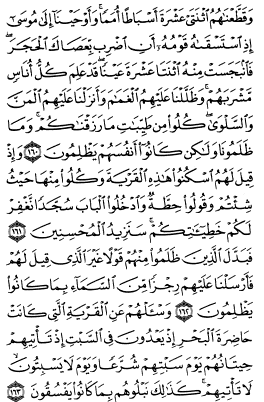 وَقَطَّعْنَٰهُمُ ٱثْنَتَىْ عَشْرَةَ أَسْبَاطًا أُمَمًا ۚ وَأَوْحَيْنَآ إِلَىٰ مُوسَىٰٓ
إِذِ ٱسْتَسْقَىٰهُ قَوْمُهُۥٓ أَنِ ٱضْرِب بِّعَصَاكَ ٱلْحَجَرَ ۖ
فَٱنۢبَجَسَتْ مِنْهُ ٱثْنَتَا عَشْرَةَ عَيْنًا ۖ قَدْ عَلِمَ كُلُّ أُنَاسٍ
مَّشْرَبَهُمْ ۚ وَظَلَّلْنَا عَلَيْهِمُ ٱلْغَمَٰمَ وَأَنزَلْنَا عَلَيْهِمُ ٱلْمَنَّ
وَٱلسَّلْوَىٰ ۖ كُلُوا۟ مِن طَيِّبَٰتِ مَا رَزَقْنَٰكُمْ ۚ وَمَا
ظَلَمُونَا وَلَٰكِن كَانُوٓا۟ أَنفُسَهُمْ يَظْلِمُونَ ١٦٠ وَإِذْ
قِيلَ لَهُمُ ٱسْكُنُوا۟ هَٰذِهِ ٱلْقَرْيَةَ وَكُلُوا۟ مِنْهَا حَيْثُ
شِئْتُمْ وَقُولُوا۟ حِطَّةٌ وَٱدْخُلُوا۟ ٱلْبَابَ سُجَّدًا نَّغْفِرْ
لَكُمْ خَطِيٓـَٰٔتِكُمْ ۚ سَنَزِيدُ ٱلْمُحْسِنِينَ ١٦١
فَبَدَّلَ ٱلَّذِينَ ظَلَمُوا۟ مِنْهُمْ قَوْلًا غَيْرَ ٱلَّذِى قِيلَ لَهُمْ
فَأَرْسَلْنَا عَلَيْهِمْ رِجْزًا مِّنَ ٱلسَّمَآءِ بِمَا كَانُوا۟
يَظْلِمُونَ ١٦٢ وَسْـَٔلْهُمْ عَنِ ٱلْقَرْيَةِ ٱلَّتِى كَانَتْ
حَاضِرَةَ ٱلْبَحْرِ إِذْ يَعْدُونَ فِى ٱلسَّبْتِ إِذْ تَأْتِيهِمْ
حِيتَانُهُمْ يَوْمَ سَبْتِهِمْ شُرَّعًا وَيَوْمَ لَا يَسْبِتُونَ ۙ
لَا تَأْتِيهِمْ ۚ كَذَٰلِكَ نَبْلُوهُم بِمَا كَانُوا۟ يَفْسُقُونَ ١٦٣